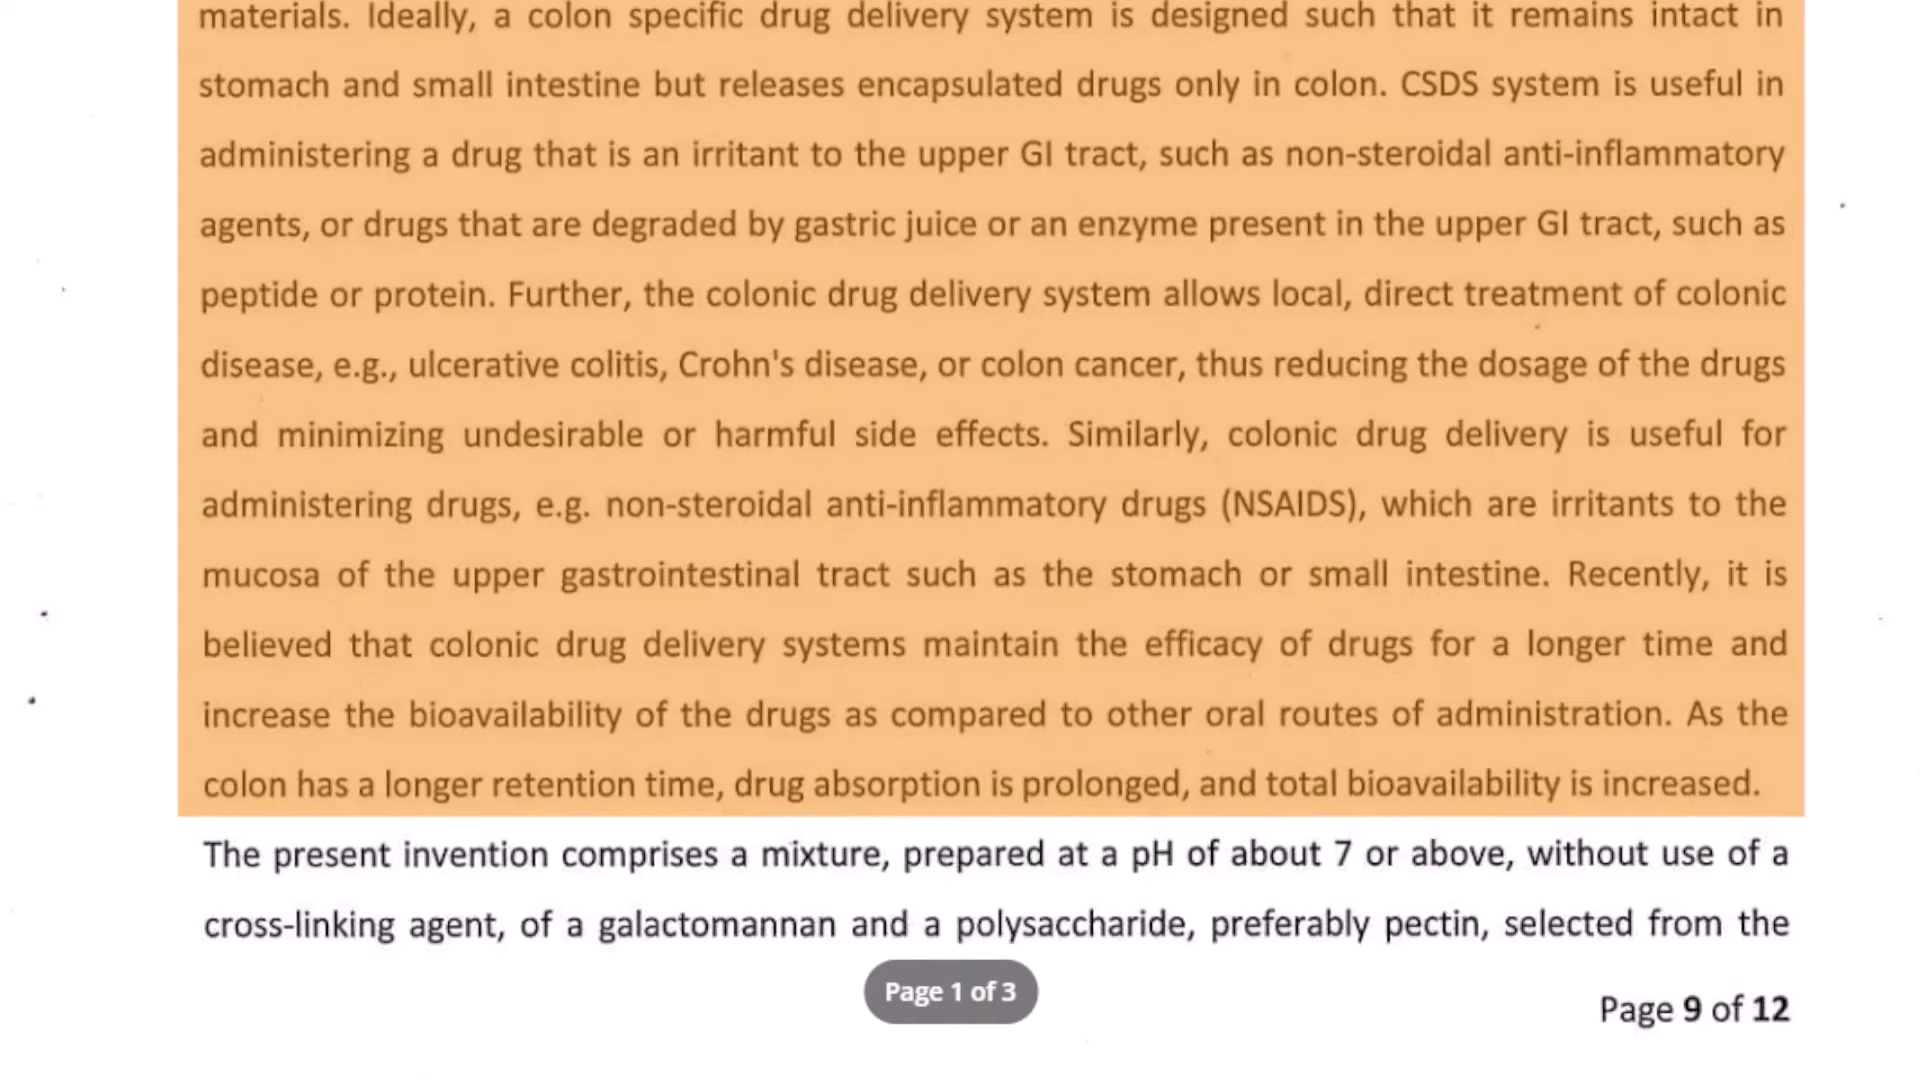 materials. Ideally, a colon specific drug delivery system is designed such that it remains intact in
stomach and small intestine but releases encapsulated drugs only in colon. CSDS system is useful in
administering a drug that is an irritant to the upper GI tract, such as non-steroidal anti-inflammatory
agents, or drugs that are degraded by gastric juice or an enzyme present in the upper GI tract, such as
peptide or protein. Further, the colonic drug delivery system allows local, direct treatment of colonic
disease, e.g., ulcerative colitis, Crohn's disease, or colon cancer, thus reducing the dosage of the drugs
and minimizing undesirable or harmful side effects. Similarly, colonic drug delivery is useful for
administering drugs, e.g. non-steroidal anti-inflammatory drugs (NSAIDS), which are irritants to the
mucosa of the upper gastrointestinal tract such as the stomach or small intestine. Recently, it is
believed that colonic drug delivery systems maintain the efficacy of drugs for a longer time and
increase the bioavailability of the drugs as compared to other oral routes of administration. As the
colon has a longer retention time, drug absorption is prolonged, and total bioavailability is increased.
The present invention comprises a mixture, prepared at a pH of about 7 or above, without use of a
cross-linking agent, of a galactomannan and a polysaccharide, preferably pectin, selected from the
Page 1 of 3
Page 9 of 12